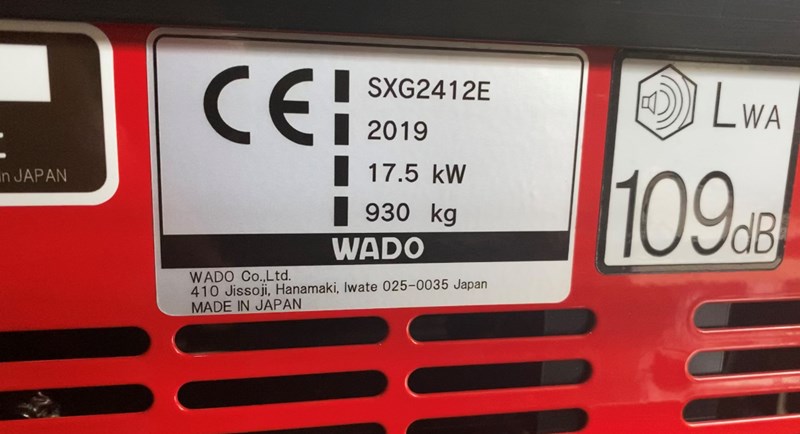 in JAPAN
CE
SXG2412E
2019
17.5 kW
930 kg
WADO
WADO Co.,Ltd.
410 Jissoji, Hanamaki, Iwate 025-0035 Japan
MADE IN JAPAN
LWA
109dB